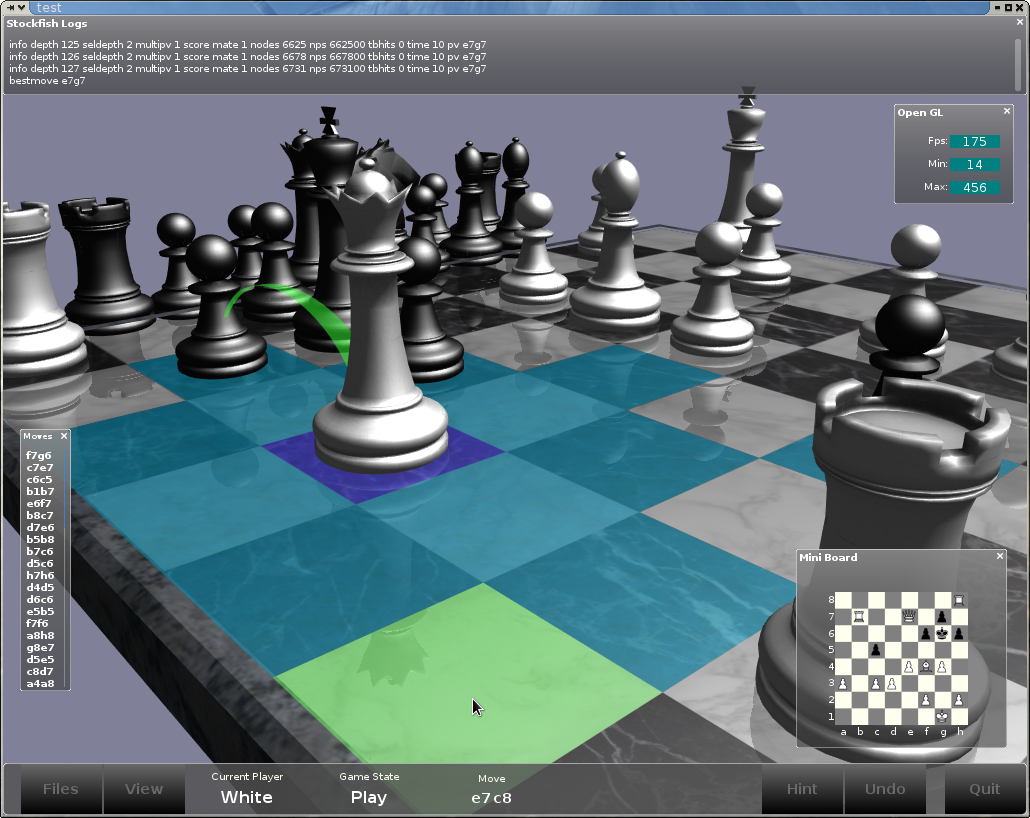 test
Stockfish Logs
info depth 125 seldepth 2 multipv 1 score mate 1 nodes 6625 nps 662500 tbhits 0 time 10 pv e7g7
info depth 126 seldepth 2 multipv 1 score mate 1 nodes 6678 nps 667800 tbhits 0 time 10 pv e7g7
info depth 127 seldepth 2 multipv 1 score mate 1 nodes 6731 nps 673100 tbhits 0 time 10 pv e7g7
bestmove e7g7
Open GL
Fps: 175
Min: 14
Max: 456
Moves
f7g6
c7e7
c6c5
b1b7
e6f7
b8c7
d7e6
b5b8
b7c6
d5c6
h7h6
d4d5
d6c6
e5b5
f7f6
a8h8
g8e7
d5e5
c8d7
a4a8
Mini Board
8
7
6
5
4
3
2
1
a b c d e f g h
Files
View
Current Player
White
Game State
Play
Move
e7c8
Hint
Undo
Quit